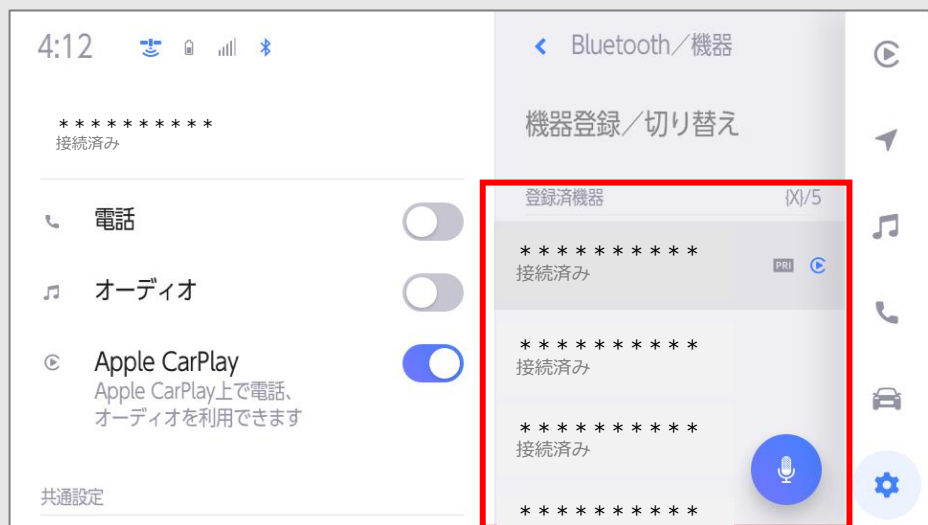 4:12
**********
接続済み
電話
オーディオ
Apple CarPlay
Apple CarPlay上で電話、
オーディオを利用できます
共通設定
Bluetooth/機器
機器登録/切り替え
登録済機器 {X}/5
********** PRI
接続済み
**********
接続済み
**********
接続済み
**********